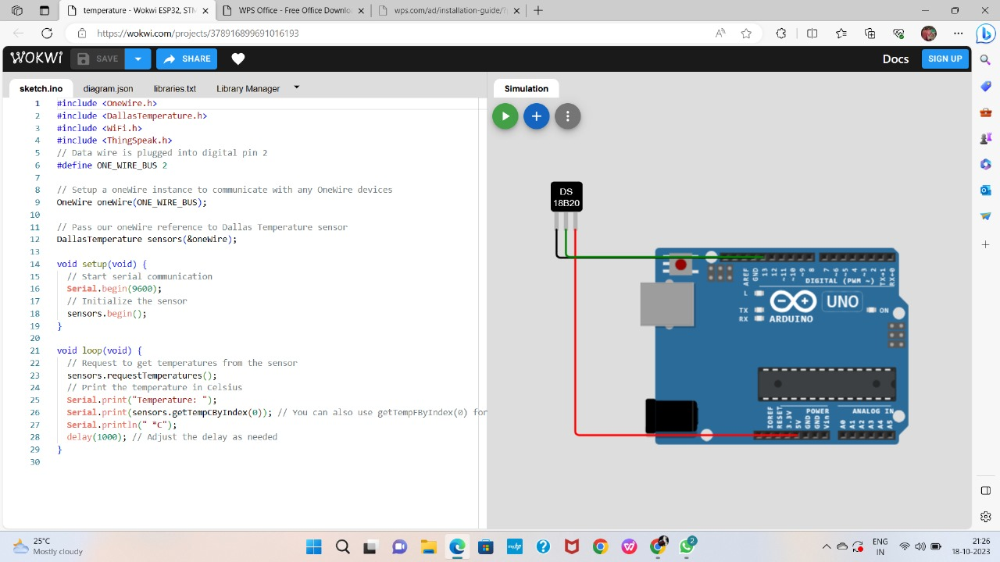 temperature - ESP32, STM
WPS Office - Free Office Downlo
wps.com/ad/installation-guide/?
https://wokwi.com/projects/378916899691016193
WOKWI
SAVE
SHARE
Docs
SIGN UP
sketch.ino
diagram.json
libraries.txt
Library Manager
Simulation
1 #include <OneWire.h>
2 #include <DallasTemperature.h>
3 #include <WiFi.h>
4 #include <ThingSpeak.h>
5 // Data wire is plugged into digital pin 2
6 #define ONE_WIRE_BUS 2
7
8 // Setup a oneWire instance to communicate with any OneWire devices
9 OneWire oneWire(ONE_WIRE_BUS);
10
11 // Pass our oneWire reference to Dallas Temperature sensor
12 DallasTemperature sensors(&oneWire);
13
14 void setup(void) {
15 // Start serial communication
16 Serial.begin(9600);
17 // Initialize the sensor
18 sensors.begin();
19 }
20
21 void loop(void) {
22 // Request to get temperatures from the sensor
23 sensors.requestTemperatures();
24 // Print the temperature in Celsius
25 Serial.print("Temperature: ");
26 Serial.print(sensors.getTempCByIndex(0)); // You can also use getTempFByIndex(0) for
27 Serial.println(" °C");
28 delay(1000); // Adjust the delay as needed
29 }
30
DS
18B20
AREF
GND
13
12
~11
~10
~9
8
7
~6
~5
4
~3
2
TX→1
RX←0
DIGITAL (PWM ~)
L
TX
RX
ARDUINO
UNO
ON
IOREF
RESET
3.3V
5V
GND
GND
Vin
POWER
ANALOG IN
A0
A1
A2
A3
A4
A5
25°C
Mostly cloudy
2
ENG
IN
21:26
18-10-2023